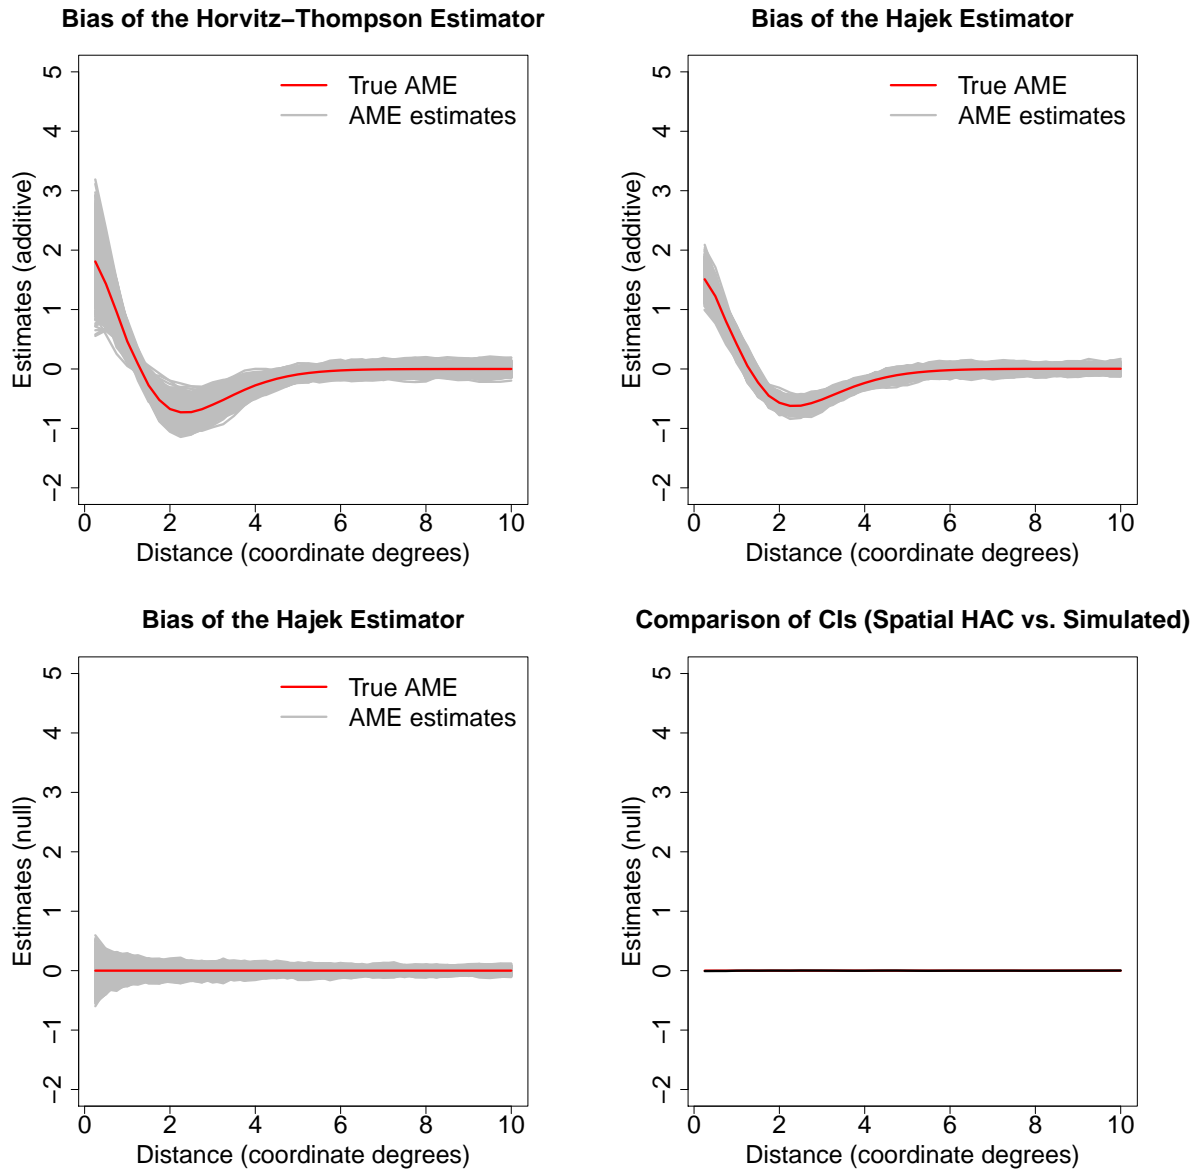 Bias of the Horvitz−Thompson Estimator
5
4
3
2
1
0
−1
−2
Estimates (additive)
True AME
AME estimates
0 2 4 6 8 10
Distance (coordinate degrees)
Bias of the Hajek Estimator
5
4
3
2
1
0
−1
−2
Estimates (additive)
True AME
AME estimates
0 2 4 6 8 10
Distance (coordinate degrees)
Bias of the Hajek Estimator
5
4
3
2
1
0
−1
−2
Estimates (null)
True AME
AME estimates
0 2 4 6 8 10
Distance (coordinate degrees)
Comparison of CIs (Spatial HAC vs. Simulated)
5
4
3
2
1
0
−1
−2
Estimates (null)
0 2 4 6 8 10
Distance (coordinate degrees)